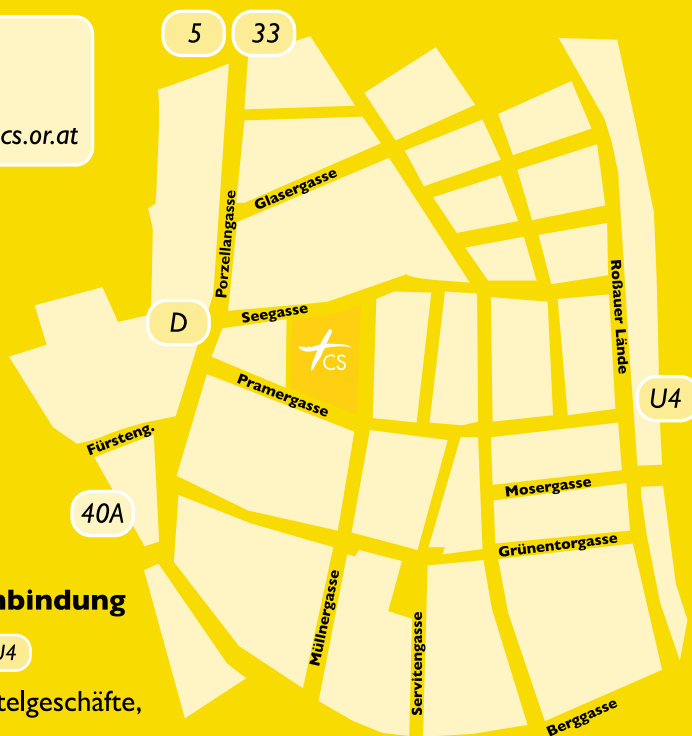 5
33
cs.or.at
Glasergasse
Porzellangasse
Roßauer Lände
Seegasse
D
CS
Pramergasse
U4
Fürsteng.
Mosergasse
40A
Grünentorgasse
nbindung
Müllnergasse
Servitengasse
U4
telgeschäfte,
Berggasse